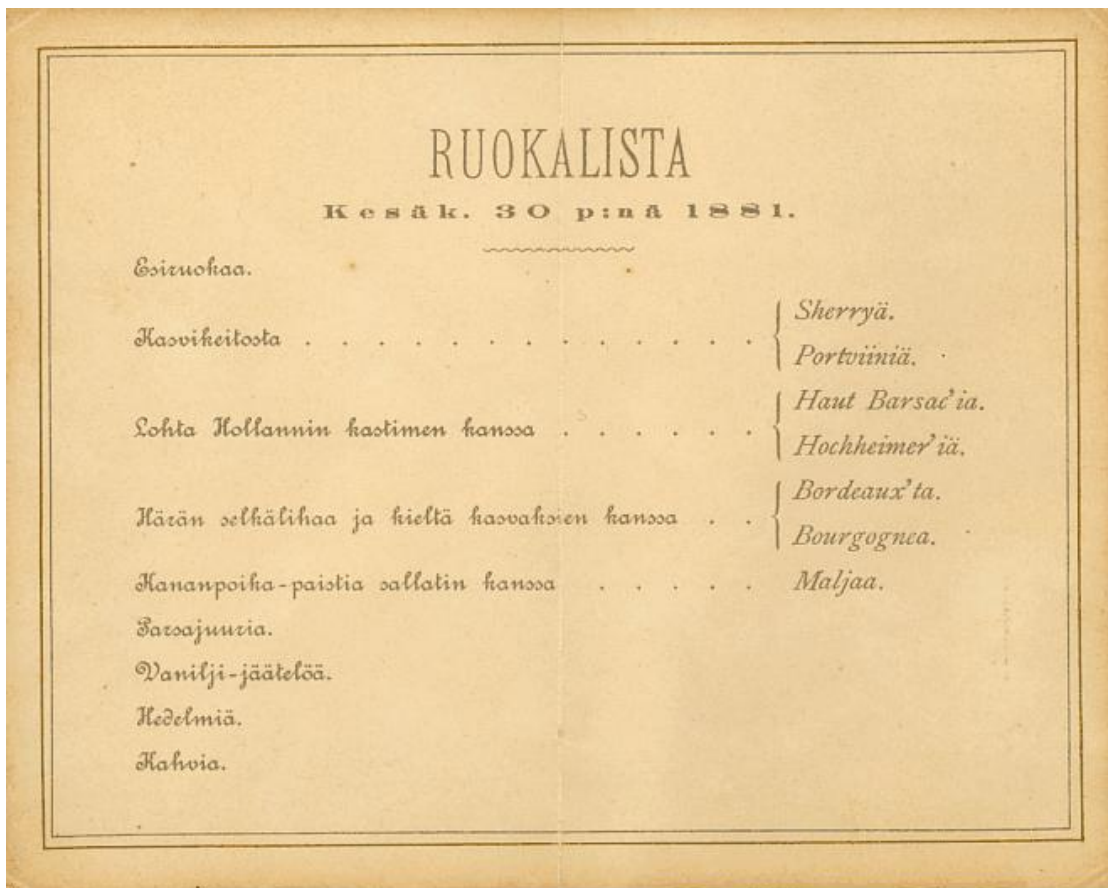 RUOKALISTA
Kesäk. 30 p:nä 1881.
Esiruokaa.
Kasvikeitosta . . . . . . . . . . . . . { Sherryä.
Portviiniä.
Lohta Hollannin kastimen kanssa . . . . . . { Haut Barsac'ia.
Hochheimer'iä.
Härän selkälihaa ja kieltä kasvaksien kanssa . . { Bordeaux'ta.
Bourgognea.
Kananpoika-paistia sallatin kanssa . . . . . Maljaa.
Parsajuuria.
Vanilji-jäätelöä.
Hedelmiä.
Kahvia.